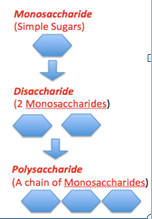 Monosaccharide
(Simple Sugars)
Disaccharide
(2 Monosaccharides)
Polysaccharide
(A chain of Monosaccharides)